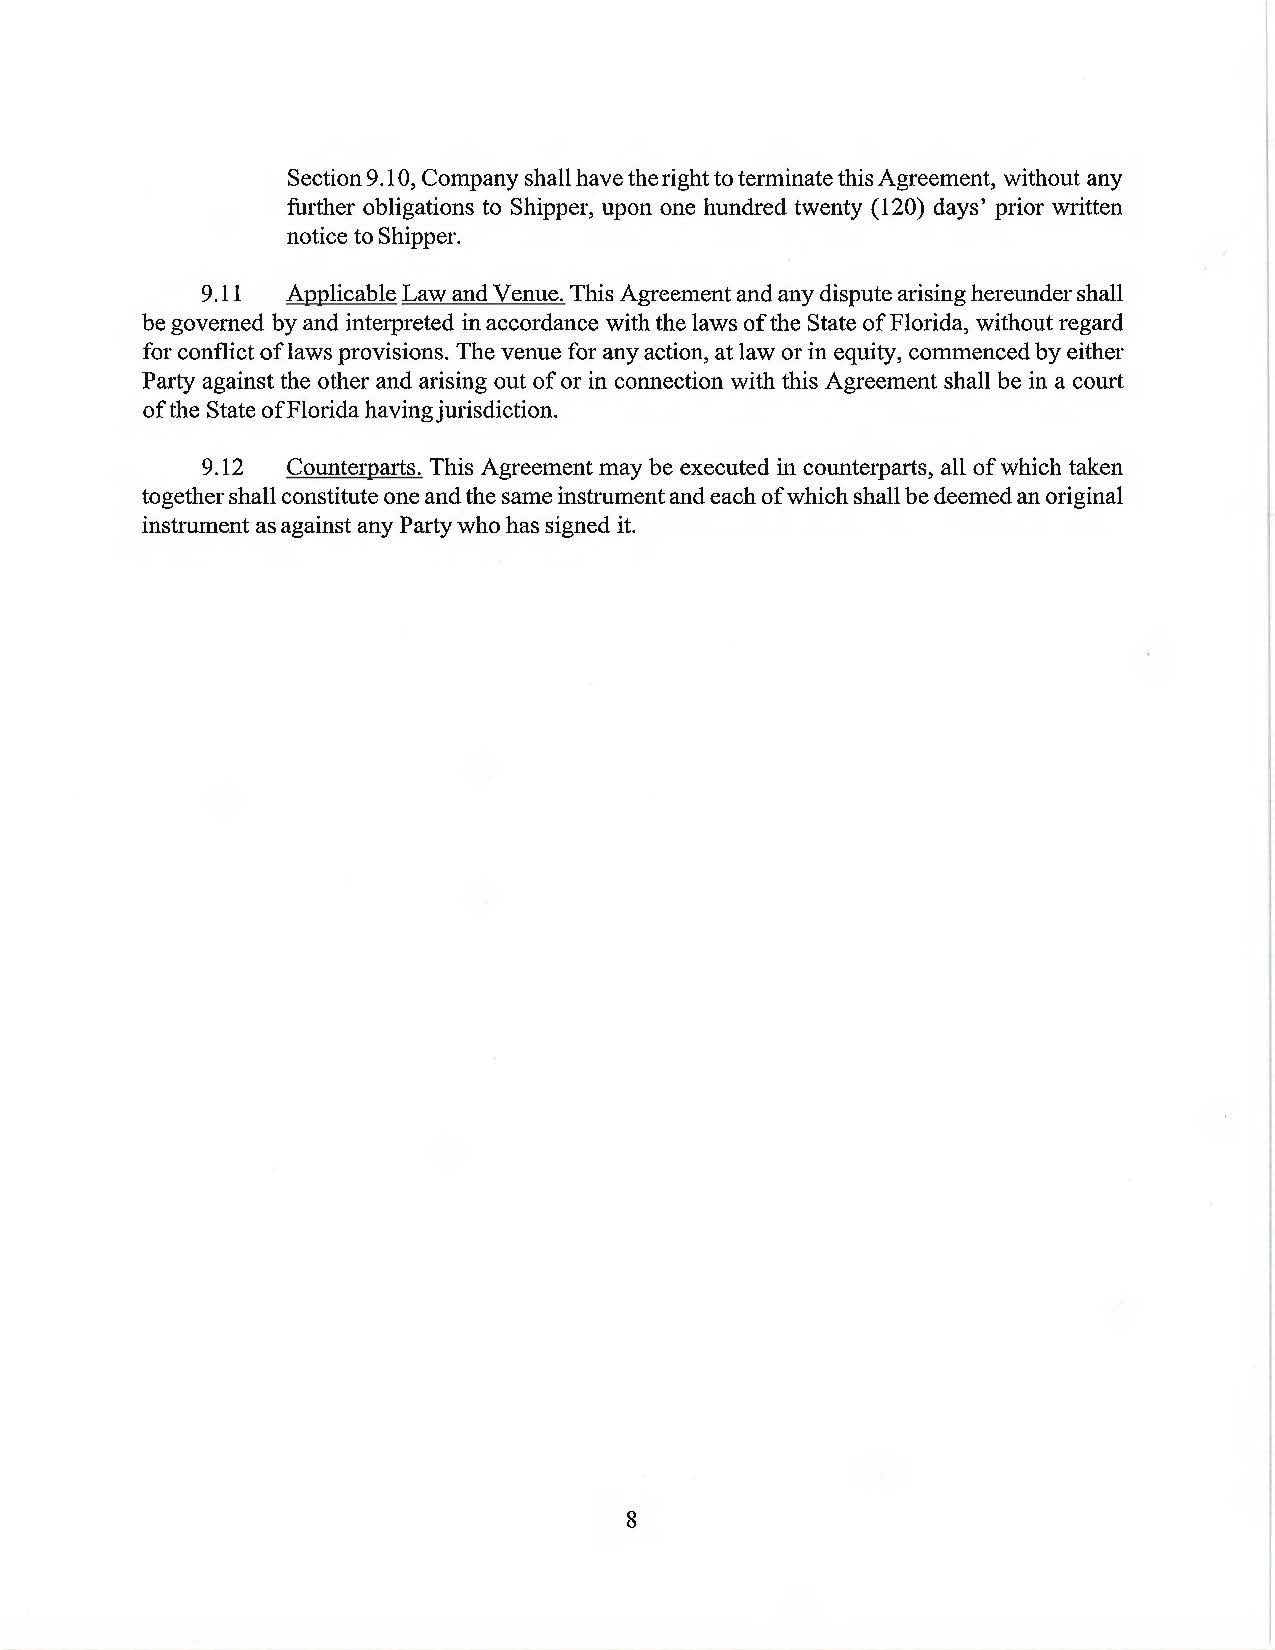 Section 9.10, Company shall have the right to terminate this Agreement, without any
further obligations to Shipper, upon one hundred twenty (120) days’ prior written
notice to Shipper.
9.11 Applicable Law and Venue. This Agreement and any dispute arising hereunder shall
be governed by and interpreted in accordance with the laws of the State of Florida, without regard
for conflict of laws provisions. The venue for any action, at law or in equity, commenced by either
Party against the other and arising out of or in connection with this Agreement shall be in a court
of the State of Florida having jurisdiction.
9.12 Counterparts. This Agreement may be executed in counterparts, all of which taken
together shall constitute one and the same instrument and each of which shall be deemed an original
instrument as against any Party who has signed it.
8